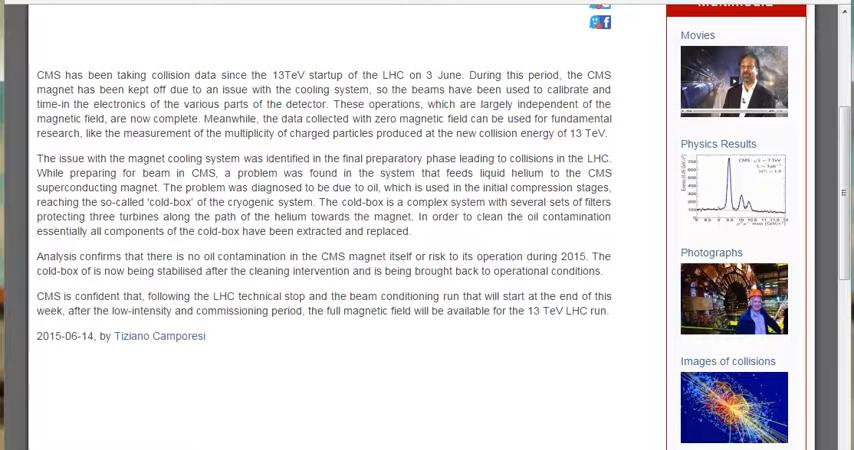 Multimedia
Movies
CMS has been taking collision data since the 13TeV startup of the LHC on 3 June. During this period, the CMS
magnet has been kept off due to an issue with the cooling system, so the beams have been used to calibrate and
time-in the electronics of the various parts of the detector. These operations, which are largely independent of the
magnetic field, are now complete. Meanwhile, the data collected with zero magnetic field can be used for fundamental
research, like the measurement of the multiplicity of charged particles produced at the new collision energy of 13 TeV.
Physics Results
The issue with the magnet cooling system was identified in the final preparatory phase leading to collisions in the LHC.
While preparing for beam in CMS, a problem was found in the system that feeds liquid helium to the CMS
superconducting magnet. The problem was diagnosed to be due to oil, which is used in the initial compression stages,
reaching the so-called 'cold-box' of the cryogenic system. The cold-box is a complex system with several sets of filters
protecting three turbines along the path of the helium towards the magnet. In order to clean the oil contamination
essentially all components of the cold-box have been extracted and replaced.
Photographs
Analysis confirms that there is no oil contamination in the CMS magnet itself or risk to its operation during 2015. The
cold-box of is now being stabilised after the cleaning intervention and is being brought back to operational conditions.
CMS is confident that, following the LHC technical stop and the beam conditioning run that will start at the end of this
week, after the low-intensity and commissioning period, the full magnetic field will be available for the 13 TeV LHC run.
2015-06-14, by Tiziano Camporesi
Images of collisions